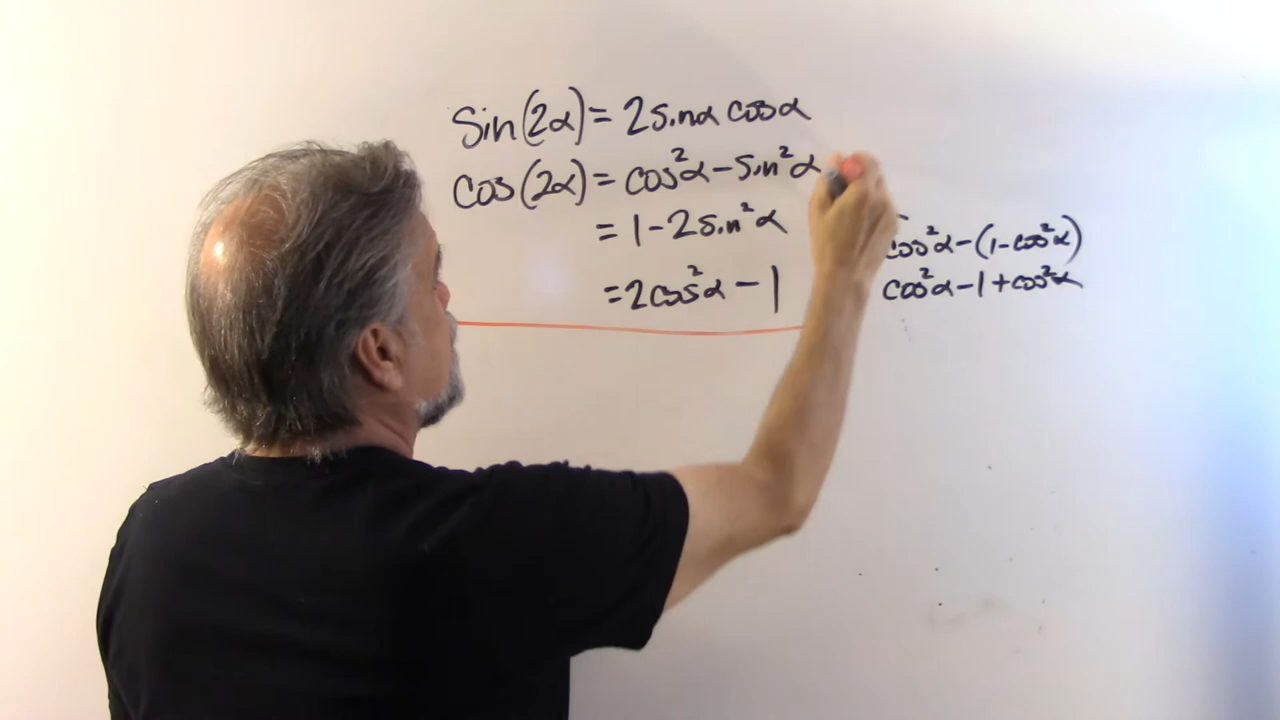 Sin(2α) = 2sinα cosα
cos(2α) = cos²α - sin²α
= 1 - 2sin²α
= 2cos²α - 1
cos²α - (1 - cos²α)
cos²α - 1 + cos²α